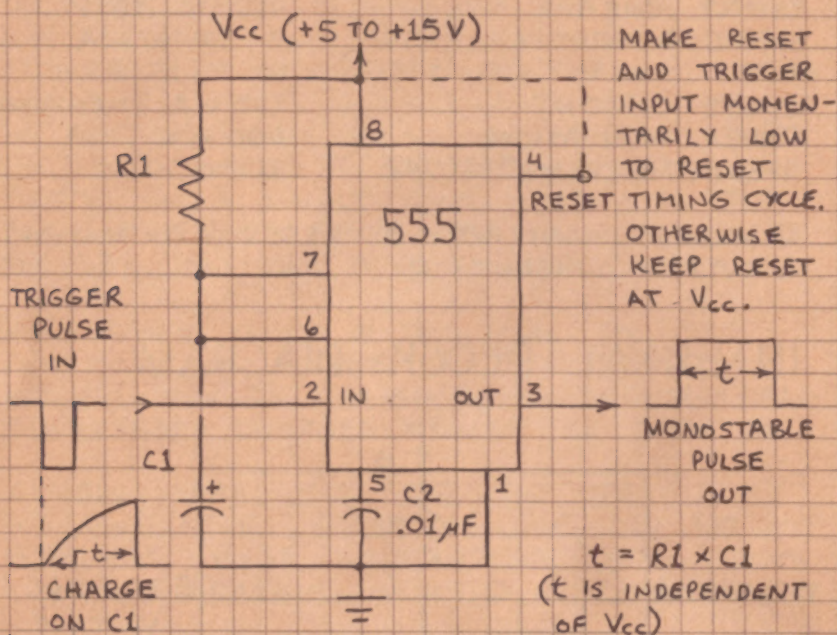 Vcc (+5 TO +15V)
MAKE RESET
AND TRIGGER
INPUT MOMEN-
TARILY LOW
TO RESET
TIMING CYCLE.
OTHERWISE
KEEP RESET
AT Vcc.
8
R1
4
RESET
555
7
TRIGGER
PULSE
IN
6
2
IN
OUT
3
t
MONOSTABLE
PULSE
OUT
C1
+
5
C2
.01µF
1
t
CHARGE
ON C1
t = R1 x C1
(t IS INDEPENDENT
OF Vcc)